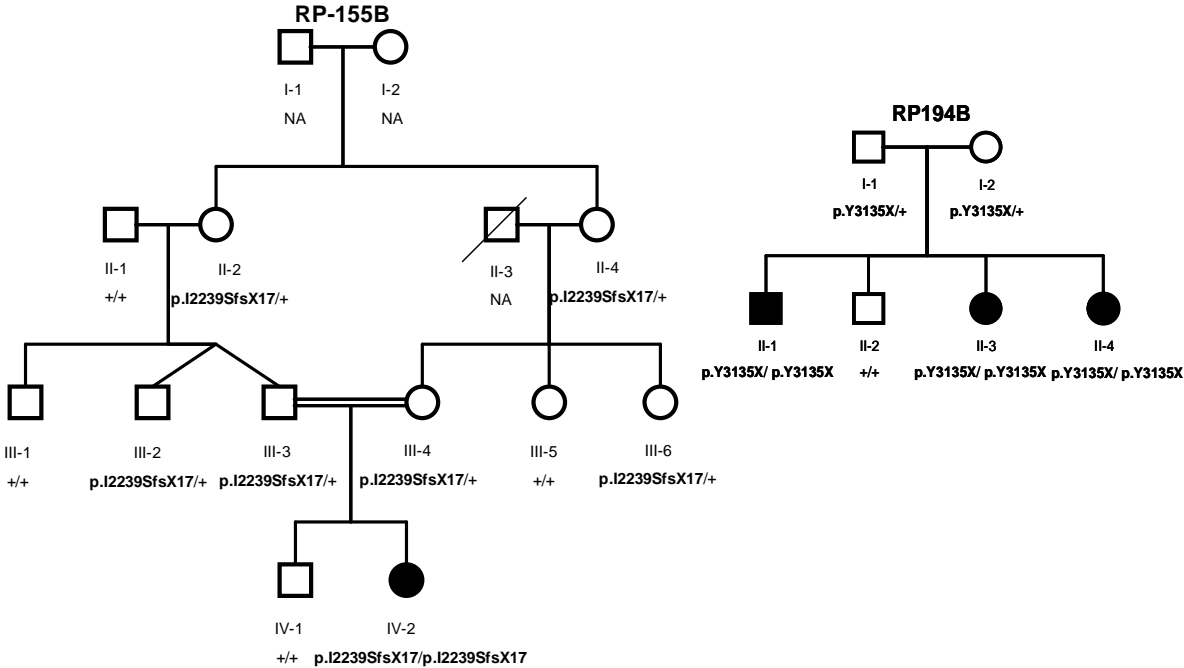 RP-155B
I-1 I-2
NA NA
II-1 II-2 II-3 II-4
+/+ p.I2239SfsX17/+ NA p.I2239SfsX17/+
III-1 III-2 III-3 III-4 III-5 III-6
+/+ p.I2239SfsX17/+ p.I2239SfsX17/+ p.I2239SfsX17/+ +/+ p.I2239SfsX17/+
IV-1 IV-2
+/+ p.I2239SfsX17/p.I2239SfsX17
RP194B
I-1 I-2
p.Y3135X/+ p.Y3135X/+
II-1 II-2 II-3 II-4
p.Y3135X/ p.Y3135X +/+ p.Y3135X/ p.Y3135X p.Y3135X/ p.Y3135X